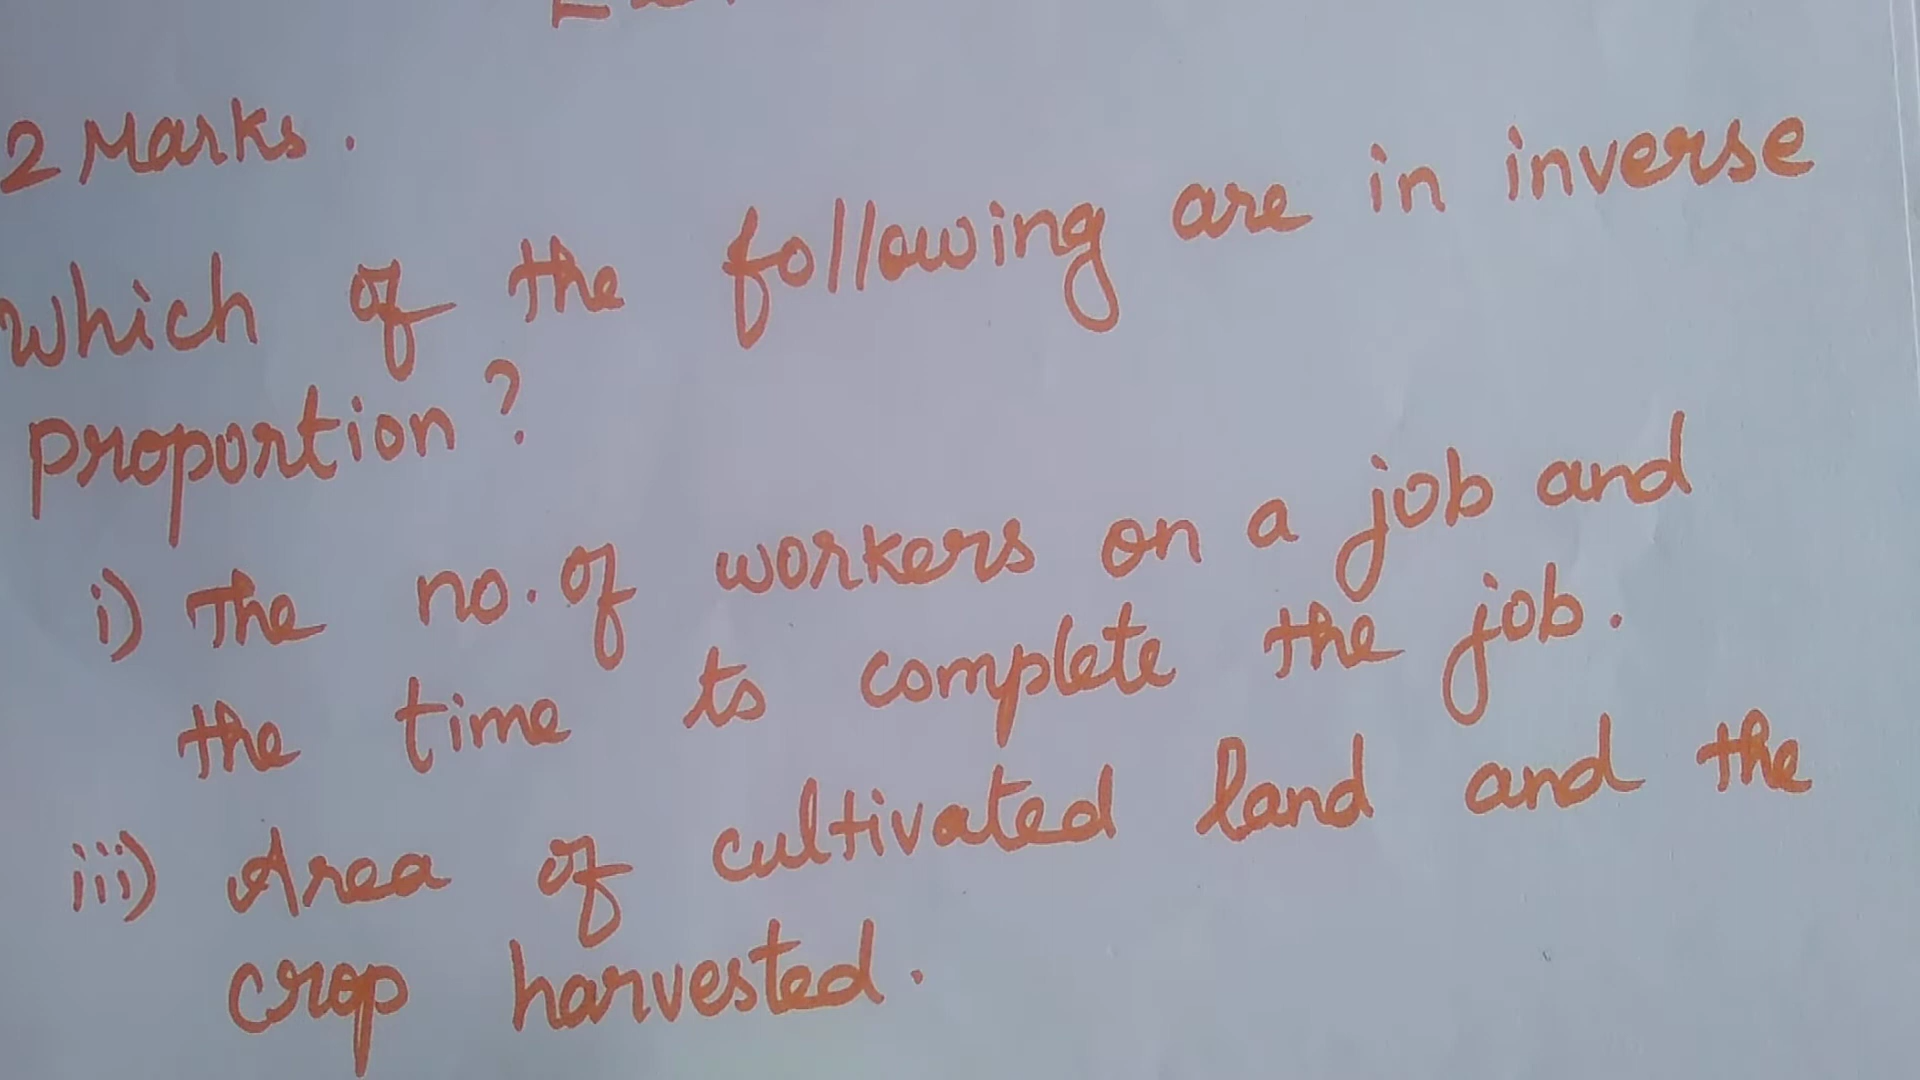 2 Marks.
Which of the following are in inverse
proportion?
i) The no. of workers on a job and
the time to complete the job.
iii) Area of cultivated land and the
crop harvested.